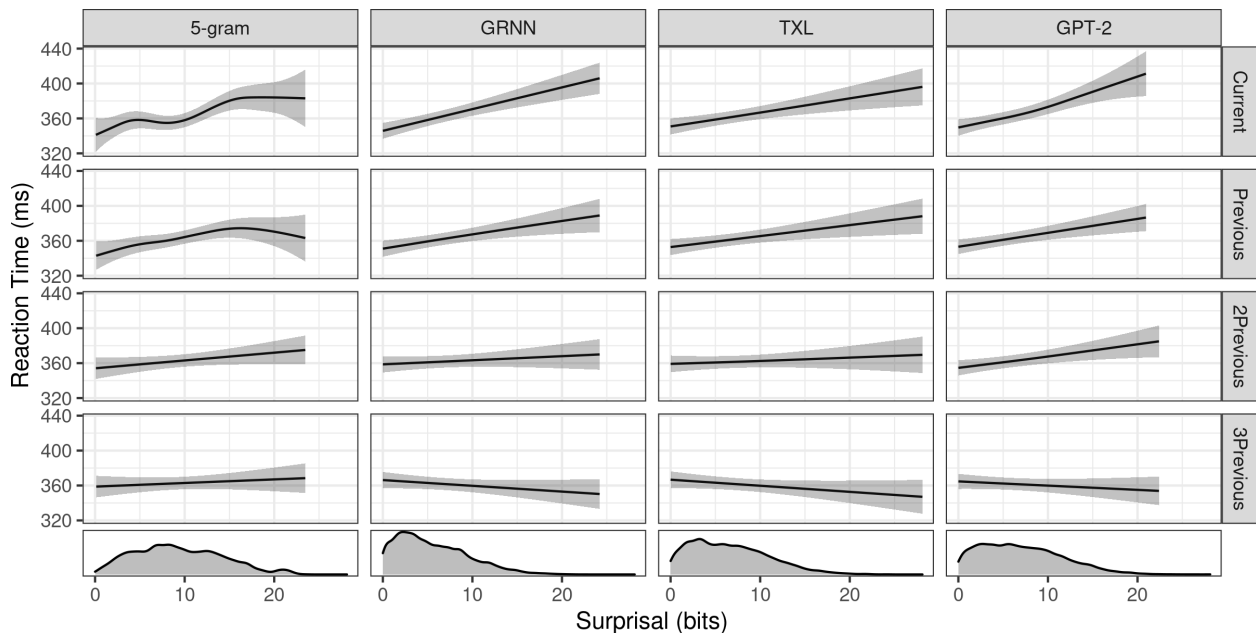 5-gram GRNN TXL GPT-2
Reaction Time (ms)
440
400
360
320
Current
440
400
360
320
Previous
440
400
360
320
2Previous
440
400
360
320
3Previous
0 10 20 0 10 20 0 10 20 0 10 20
Surprisal (bits)